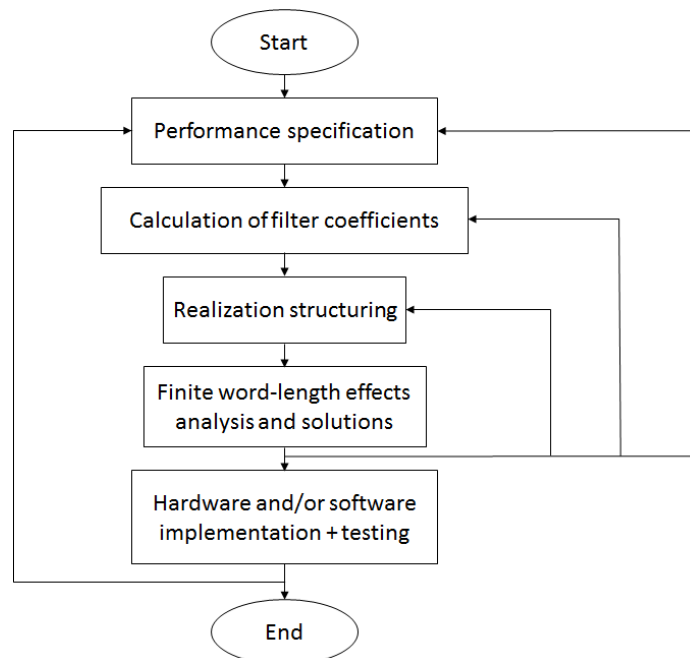 Start
Performance specification
Calculation of filter coefficients
Realization structuring
Finite word-length effects
analysis and solutions
Hardware and/or software
implementation + testing
End